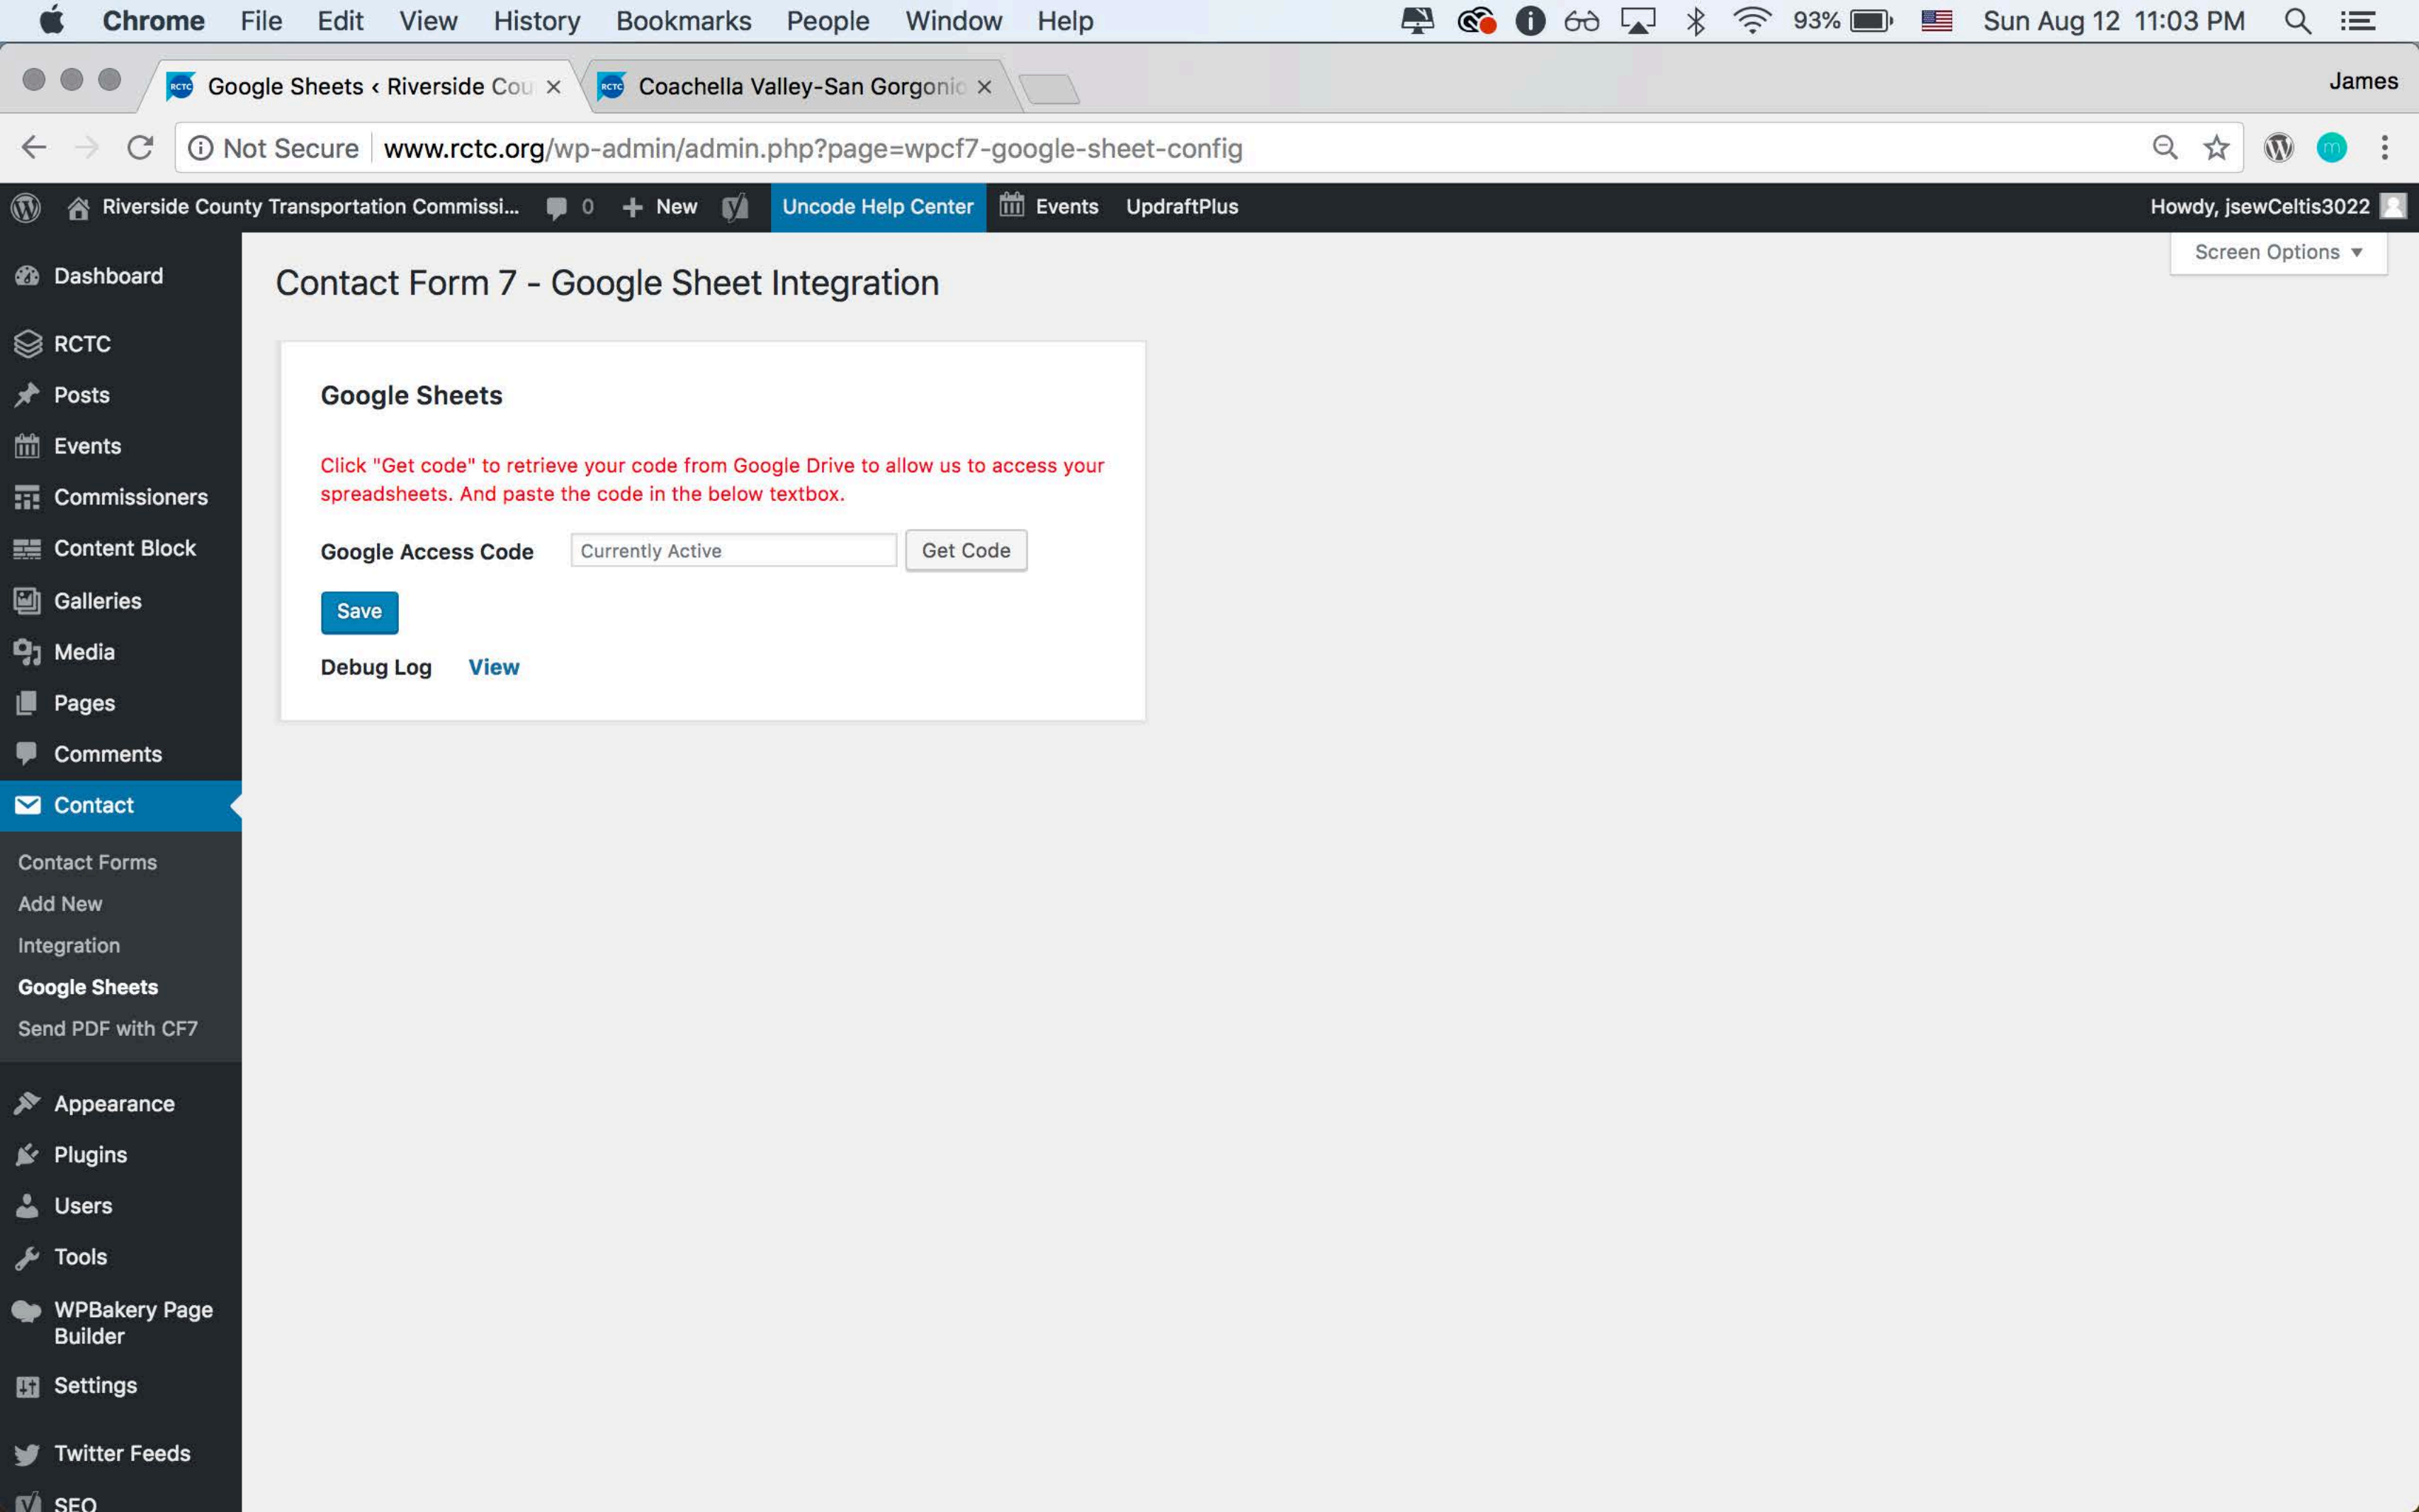 Chrome File Edit View History Bookmarks People Window Help 93% Sun Aug 12 11:03 PM
RCTC Google Sheets ‹ Riverside Cou RCTC Coachella Valley-San Gorgonio James
Not Secure www.rctc.org/wp-admin/admin.php?page=wpcf7-google-sheet-config
Riverside County Transportation Commissi... 0 New Uncode Help Center Events UpdraftPlus Howdy, jsewCeltis3022
Screen Options
Dashboard
RCTC
Posts
Events
Commissioners
Content Block
Galleries
Media
Pages
Comments
Contact
Contact Forms
Add New
Integration
Google Sheets
Send PDF with CF7
Appearance
Plugins
Users
Tools
WPBakery Page
Builder
Settings
Twitter Feeds
SEO
Contact Form 7 - Google Sheet Integration
Google Sheets
Click "Get code" to retrieve your code from Google Drive to allow us to access your
spreadsheets. And paste the code in the below textbox.
Google Access Code Currently Active Get Code
Save
Debug Log View